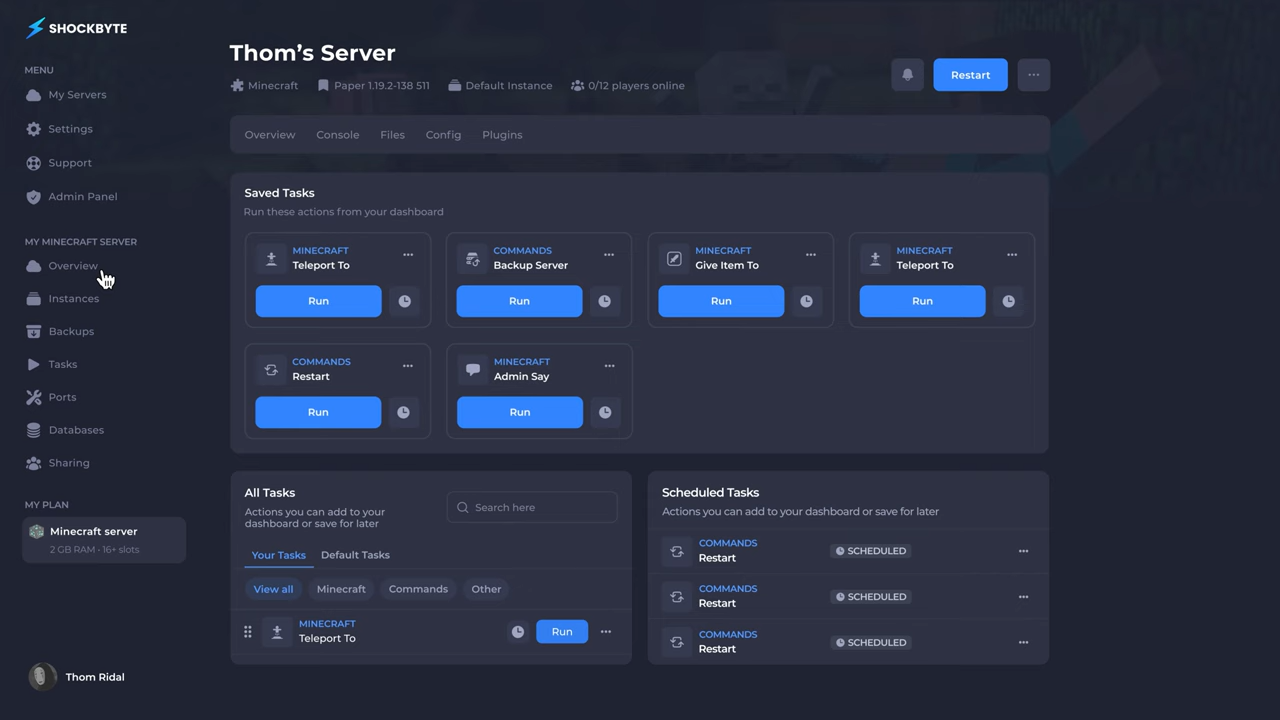 SHOCKBYTE
MENU
My Servers
Settings
Support
Admin Panel
MY MINECRAFT SERVER
Overview
Instances
Backups
Tasks
Ports
Databases
Sharing
MY PLAN
Minecraft server
2 GB RAM • 16+ slots
Thom Ridal
Thom's Server
Minecraft
Paper 1.19.2-138 511
Default Instance
0/12 players online
Restart
Overview
Console
Files
Config
Plugins
Saved Tasks
Run these actions from your dashboard
MINECRAFT
Teleport To
Run
COMMANDS
Backup Server
Run
MINECRAFT
Give Item To
Run
MINECRAFT
Teleport To
Run
COMMANDS
Restart
Run
MINECRAFT
Admin Say
Run
All Tasks
Actions you can add to your
dashboard or save for later
Search here
Your Tasks
Default Tasks
View all
Minecraft
Commands
Other
MINECRAFT
Teleport To
Run
Scheduled Tasks
Actions you can add to your dashboard or save for later
COMMANDS
Restart
SCHEDULED
COMMANDS
Restart
SCHEDULED
COMMANDS
Restart
SCHEDULED